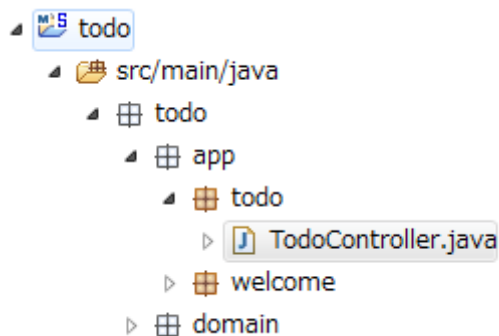 todo
src/main/java
todo
app
todo
TodoController.java
welcome
domain